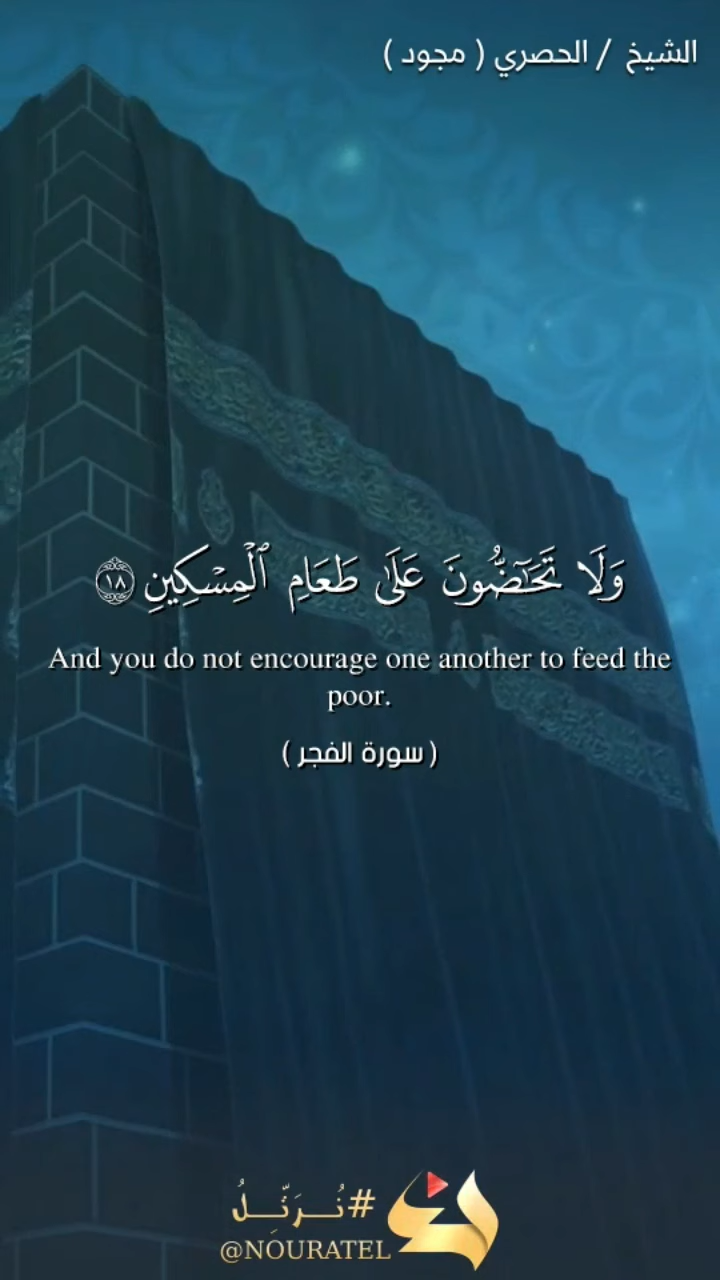 الشيخ / الحصري ( مجود )
وَلَا تَحَٰٓضُّونَ عَلَىٰ طَعَامِ ٱلْمِسْكِينِ ١٨
And you do not encourage one another to feed the
poor.
( سورة الفجر )
#نُـرَتِّـلُ
@NOURATEL